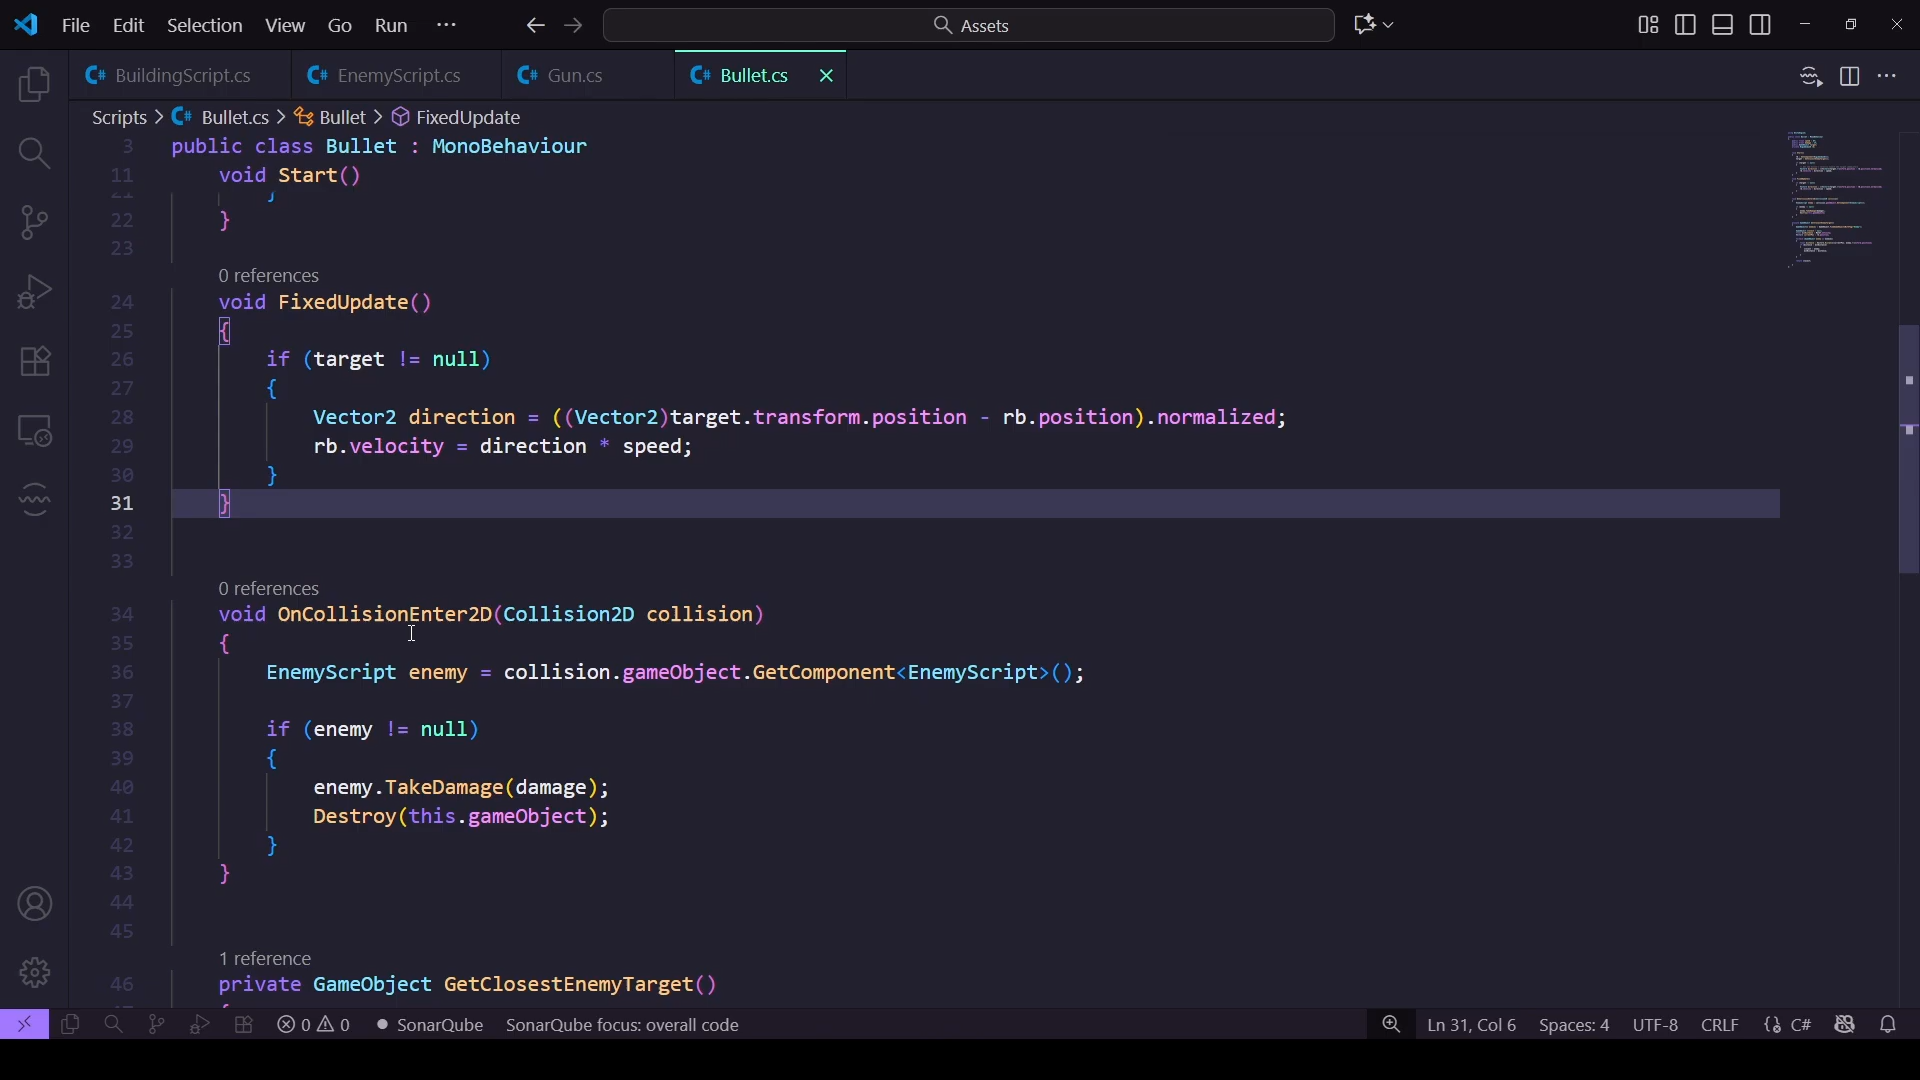 File Edit Selection View Go Run ··· Assets
BuildingScript.cs EnemyScript.cs Gun.cs Bullet.cs
Scripts > Bullet.cs > Bullet > FixedUpdate
3 public class Bullet : MonoBehaviour
11 void Start()
21 }
22 }
23
0 references
24 void FixedUpdate()
25 {
26 if (target != null)
27 {
28 Vector2 direction = ((Vector2)target.transform.position - rb.position).normalized;
29 rb.velocity = direction * speed;
30 }
31 }
32
33
0 references
34 void OnCollisionEnter2D(Collision2D collision)
35 {
36 EnemyScript enemy = collision.gameObject.GetComponent<EnemyScript>();
37
38 if (enemy != null)
39 {
40 enemy.TakeDamage(damage);
41 Destroy(this.gameObject);
42 }
43 }
44
45
1 reference
46 private GameObject GetClosestEnemyTarget()
0 0 SonarQube SonarQube focus: overall code Ln 31, Col 6 Spaces: 4 UTF-8 CRLF C#